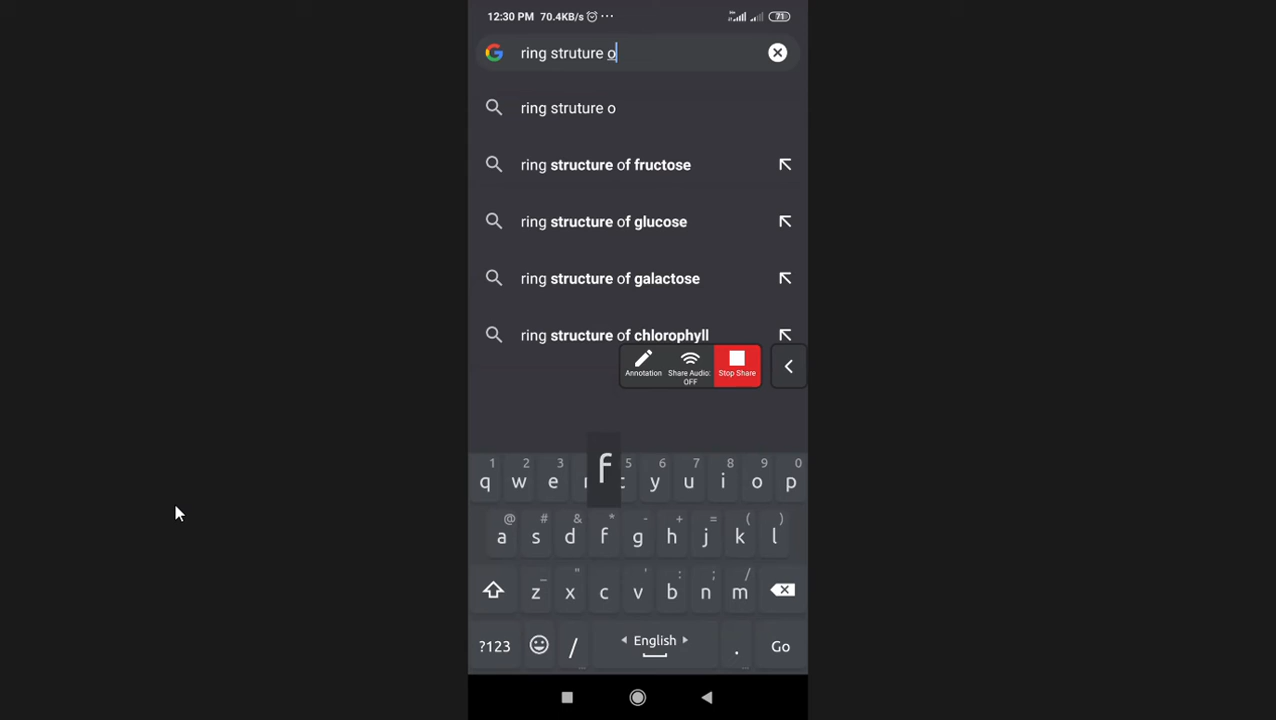 12:30 PM 70.4KB/s ... 71
ring struture o
ring struture o
ring structure of fructose
ring structure of glucose
ring structure of galactose
ring structure of chlorophyll
Annotation Share Audio: OFF Stop Share
f
1 2 3 5 6 7 8 9 0
q w e y u i o p
@ # & * - + = ( )
a s d f g h j k l
_ " ' : ; /
z x c v b n m
?123 / English . Go